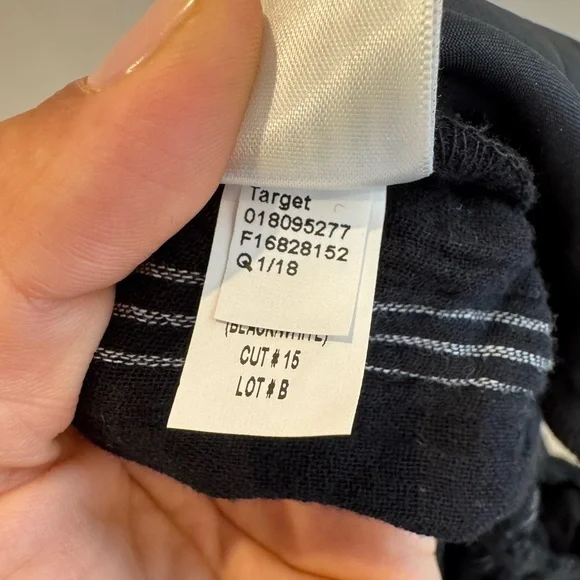 Target
018095277
F16828152
Q 1/18
(BLACK/WHITE)
CUT# 15
LOT# B